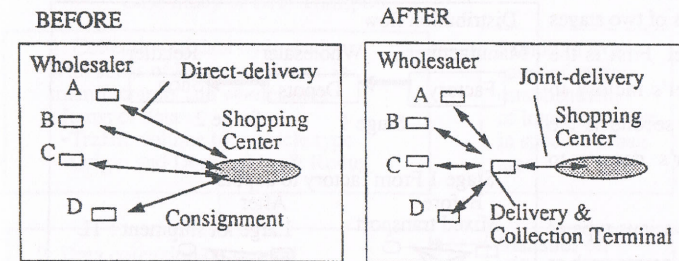 BEFORE
Wholesaler
A
B
C
D
Direct-delivery
Shopping
Center
Consignment
AFTER
Wholesaler
A
B
C
D
Joint-delivery
Shopping
Center
Delivery &
Collection Terminal